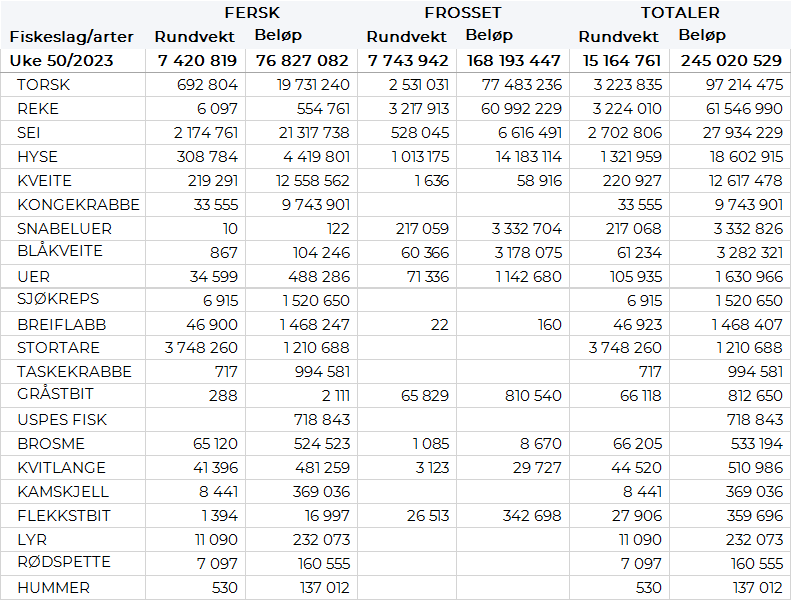 FERSK FROSSET TOTALER
Fiskeslag/arter Rundvekt Beløp Rundvekt Beløp Rundvekt Beløp
Uke 50/2023 7 420 819 76 827 082 7 743 942 168 193 447 15 164 761 245 020 529
TORSK 692 804 19 731 240 2 531 031 77 483 236 3 223 835 97 214 475
REKE 6 097 554 761 3 217 913 60 992 229 3 224 010 61 546 990
SEI 2 174 761 21 317 738 528 045 6 616 491 2 702 806 27 934 229
HYSE 308 784 4 419 801 1 013 175 14 183 114 1 321 959 18 602 915
KVEITE 219 291 12 558 562 1 636 58 916 220 927 12 617 478
KONGEKRABBE 33 555 9 743 901 33 555 9 743 901
SNABELUER 10 122 217 059 3 332 704 217 068 3 332 826
BLÅKVEITE 867 104 246 60 366 3 178 075 61 234 3 282 321
UER 34 599 488 286 71 336 1 142 680 105 935 1 630 966
SJØKREPS 6 915 1 520 650 6 915 1 520 650
BREIFLABB 46 900 1 468 247 22 160 46 923 1 468 407
STORTARE 3 748 260 1 210 688 3 748 260 1 210 688
TASKEKRABBE 717 994 581 717 994 581
GRÅSTBIT 288 2 111 65 829 810 540 66 118 812 650
USPES FISK 718 843 718 843
BROSME 65 120 524 523 1 085 8 670 66 205 533 194
KVITLANGE 41 396 481 259 3 123 29 727 44 520 510 986
KAMSKJELL 8 441 369 036 8 441 369 036
FLEKKSTBIT 1 394 16 997 26 513 342 698 27 906 359 696
LYR 11 090 232 073 11 090 232 073
RØDSPETTE 7 097 160 555 7 097 160 555
HUMMER 530 137 012 530 137 012